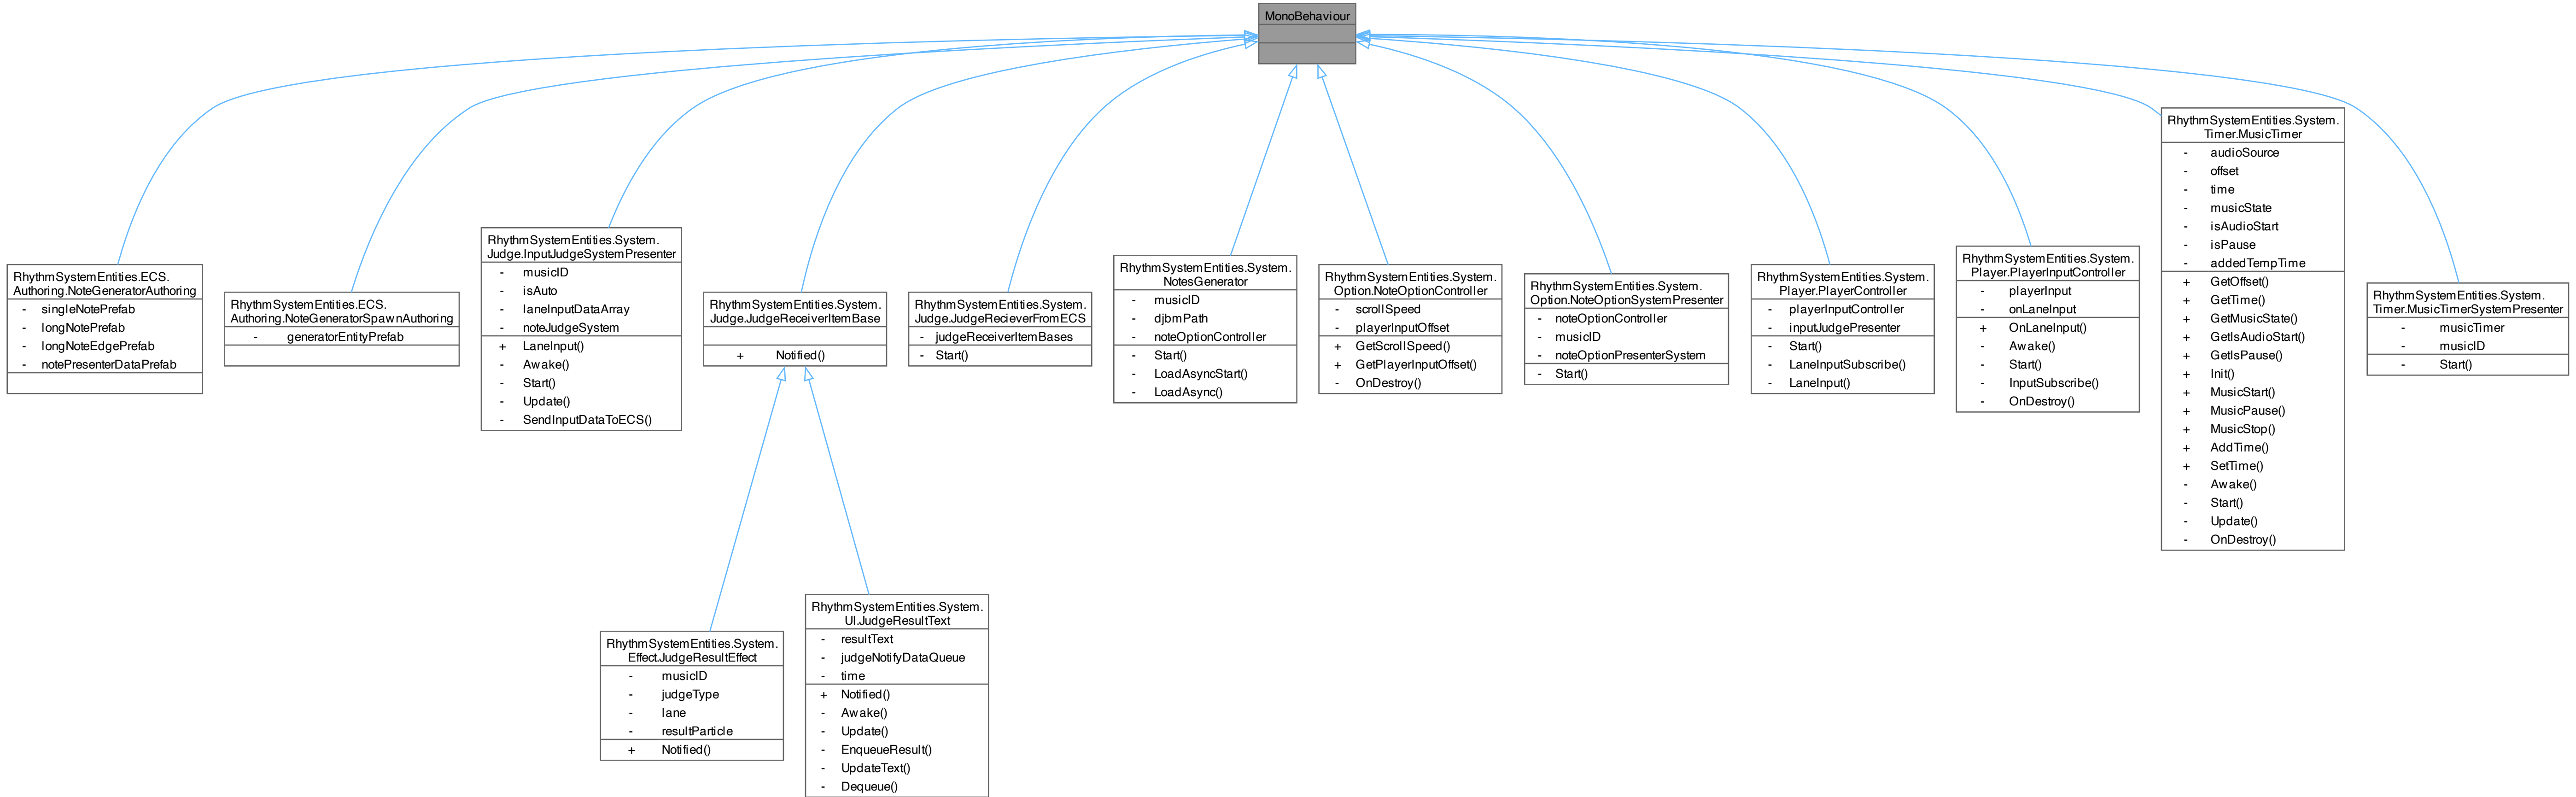 MonoBehaviour
RhythmSystemEntities.ECS.
Authoring.NoteGeneratorAuthoring
- singleNotePrefab
- longNotePrefab
- longNoteEdgePrefab
- notePresenterDataPrefab
RhythmSystemEntities.ECS.
Authoring.NoteGeneratorSpawnAuthoring
- generatorEntityPrefab
RhythmSystemEntities.System.
Judge.InputJudgeSystemPresenter
- musicID
- isAuto
- laneInputDataArray
- noteJudgeSystem
+ LaneInput()
- Awake()
- Start()
- Update()
- SendInputDataToECS()
RhythmSystemEntities.System.
Judge.JudgeReceiverItemBase
+ Notified()
RhythmSystemEntities.System.
Judge.JudgeRecieverFromECS
- judgeReceiverItemBases
- Start()
RhythmSystemEntities.System.
NotesGenerator
- musicID
- djbmPath
- noteOptionController
- Start()
- LoadAsyncStart()
- LoadAsync()
RhythmSystemEntities.System.
Option.NoteOptionController
- scrollSpeed
- playerInputOffset
+ GetScrollSpeed()
+ GetPlayerInputOffset()
- OnDestroy()
RhythmSystemEntities.System.
Option.NoteOptionSystemPresenter
- noteOptionController
- musicID
- noteOptionPresenterSystem
- Start()
RhythmSystemEntities.System.
Player.PlayerController
- playerInputController
- inputJudgePresenter
- Start()
- LaneInputSubscribe()
- LaneInput()
RhythmSystemEntities.System.
Player.PlayerInputController
- playerInput
- onLaneInput
+ OnLaneInput()
- Awake()
- Start()
- InputSubscribe()
- OnDestroy()
RhythmSystemEntities.System.
Timer.MusicTimer
- audioSource
- offset
- time
- musicState
- isAudioStart
- isPause
- addedTempTime
+ GetOffset()
+ GetTime()
+ GetMusicState()
+ GetIsAudioStart()
+ GetIsPause()
+ Init()
+ MusicStart()
+ MusicPause()
+ MusicStop()
+ AddTime()
+ SetTime()
- Awake()
- Start()
- Update()
- OnDestroy()
RhythmSystemEntities.System.
Timer.MusicTimerSystemPresenter
- musicTimer
- musicID
- Start()
RhythmSystemEntities.System.
Effect.JudgeResultEffect
- musicID
- judgeType
- lane
- resultParticle
+ Notified()
RhythmSystemEntities.System.
UI.JudgeResultText
- resultText
- judgeNotifyDataQueue
- time
+ Notified()
- Awake()
- Update()
- EnqueueResult()
- UpdateText()
- Dequeue()